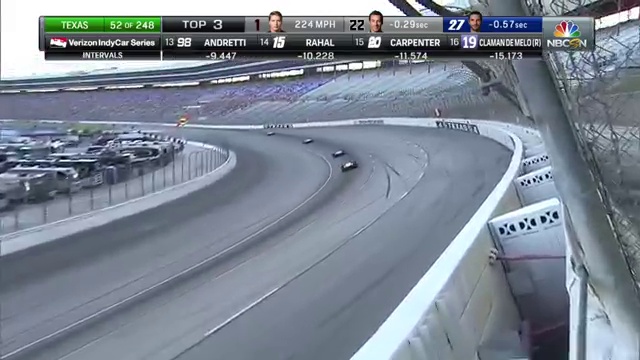 TEXAS 52 OF 248 TOP 3 1 224 MPH 22 -0.29sec 27 -0.57sec
Verizon IndyCar Series 13 98 ANDRETTI 14 15 RAHAL 15 20 CARPENTER 16 19 CLAMAN DE MELO (R) NBCSN
INTERVALS -9.447 -10.228 -11.574 -15.173